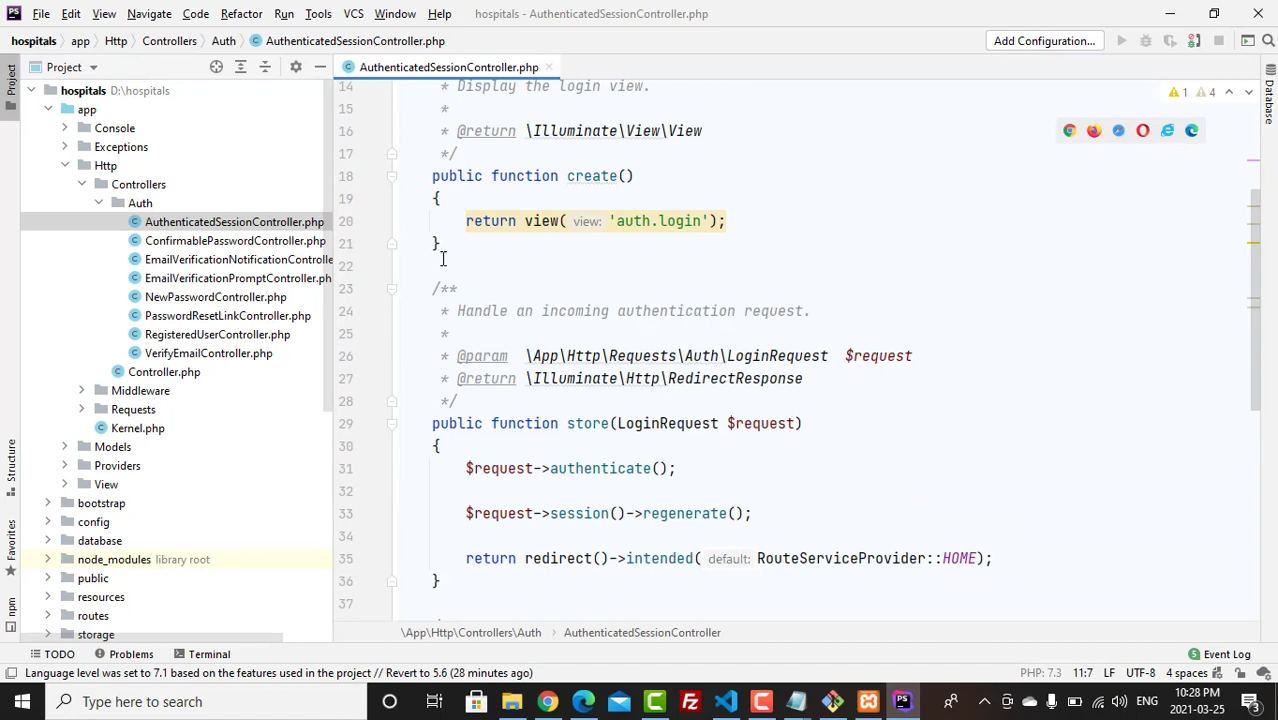 File Edit View Navigate Code Refactor Run Tools VCS Window Help hospitals - AuthenticatedSessionController.php
hospitals app Http Controllers Auth AuthenticatedSessionController.php Add Configuration...
Project AuthenticatedSessionController.php
Project
hospitals D:\hospitals
app
Console
Exceptions
Http
Controllers
Auth
AuthenticatedSessionController.php
ConfirmablePasswordController.php
EmailVerificationNotificationControlle
EmailVerificationPromptController.ph
NewPasswordController.php
PasswordResetLinkController.php
RegisteredUserController.php
VerifyEmailController.php
Controller.php
Middleware
Requests
Kernel.php
Models
Providers
View
bootstrap
config
database
node_modules library root
public
resources
routes
storage
Structure
Favorites
npm
14 * Display the login view.
15 *
16 * @return \Illuminate\View\View
17 */
18 public function create()
19 {
20 return view( view: 'auth.login');
21 }
22
23 /**
24 * Handle an incoming authentication request.
25 *
26 * @param \App\Http\Requests\Auth\LoginRequest $request
27 * @return \Illuminate\Http\RedirectResponse
28 */
29 public function store(LoginRequest $request)
30 {
31 $request->authenticate();
32
33 $request->session()->regenerate();
34
35 return redirect()->intended( default: RouteServiceProvider::HOME);
36 }
37
1 4
Database
\App\Http\Controllers\Auth AuthenticatedSessionController
TODO Problems Terminal 5 Event Log
Language level was set to 7.1 based on the features used in the project // Revert to 5.6 (28 minutes ago) PHP: 7.3 11:7 LF UTF-8 4 spaces
Type here to search
ENG
10:28 PM
2021-03-25
3